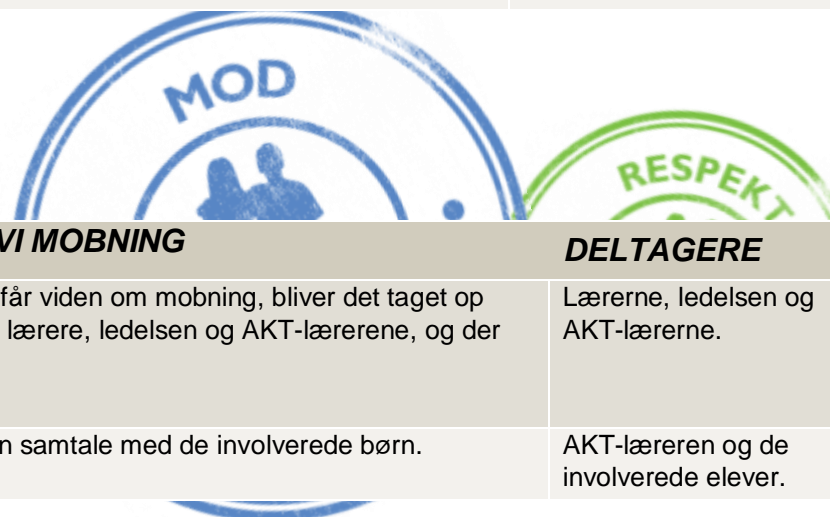 MOD
RESPEKT
VI MOBNING
DELTAGERE
får viden om mobning, bliver det taget op
lærere, ledelsen og AKT-lærerene, og der
Lærerne, ledelsen og
AKT-lærerne.
n samtale med de involverede børn.
AKT-læreren og de
involverede elever.